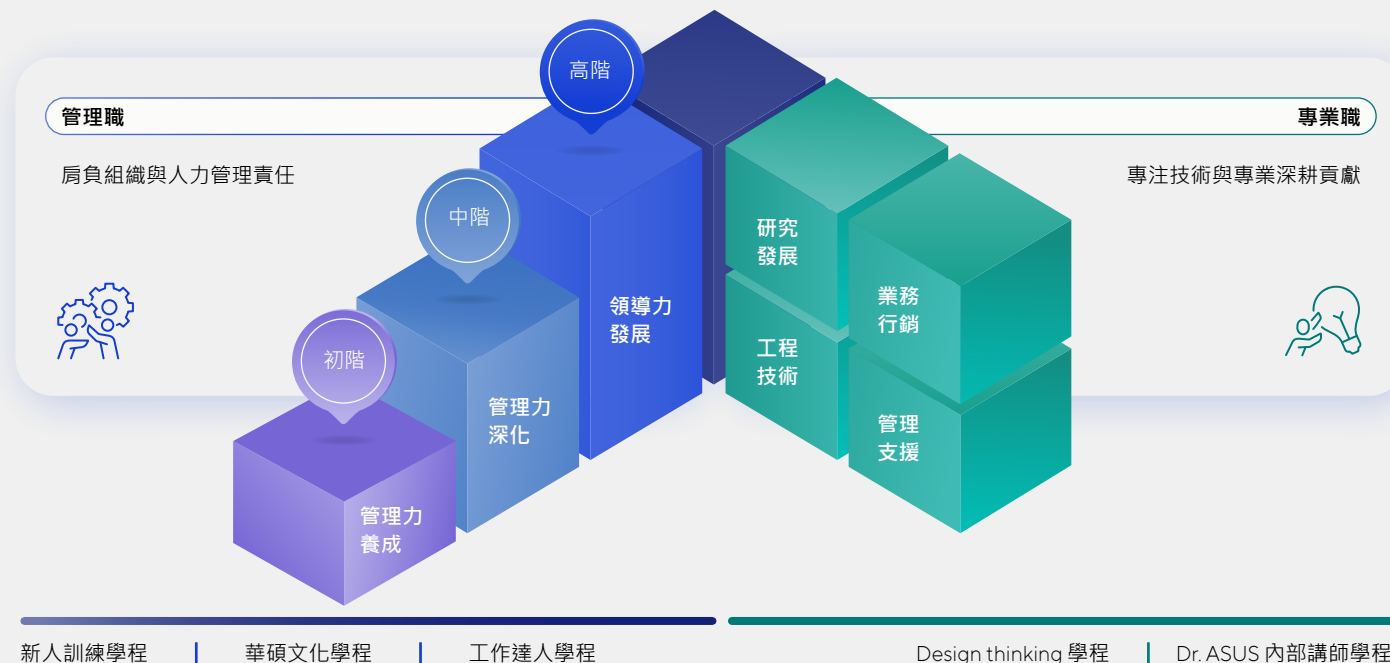 高階
管理職
專業職
肩負組織與人力管理責任
專注技術與專業深耕貢獻
中階
研究
發展
領導力
發展
業務
行銷
初階
工程
技術
管理力
深化
管理
支援
管理力
養成
新人訓練學程
華碩文化學程
工作達人學程
Design thinking 學程
Dr. ASUS 內部講師學程